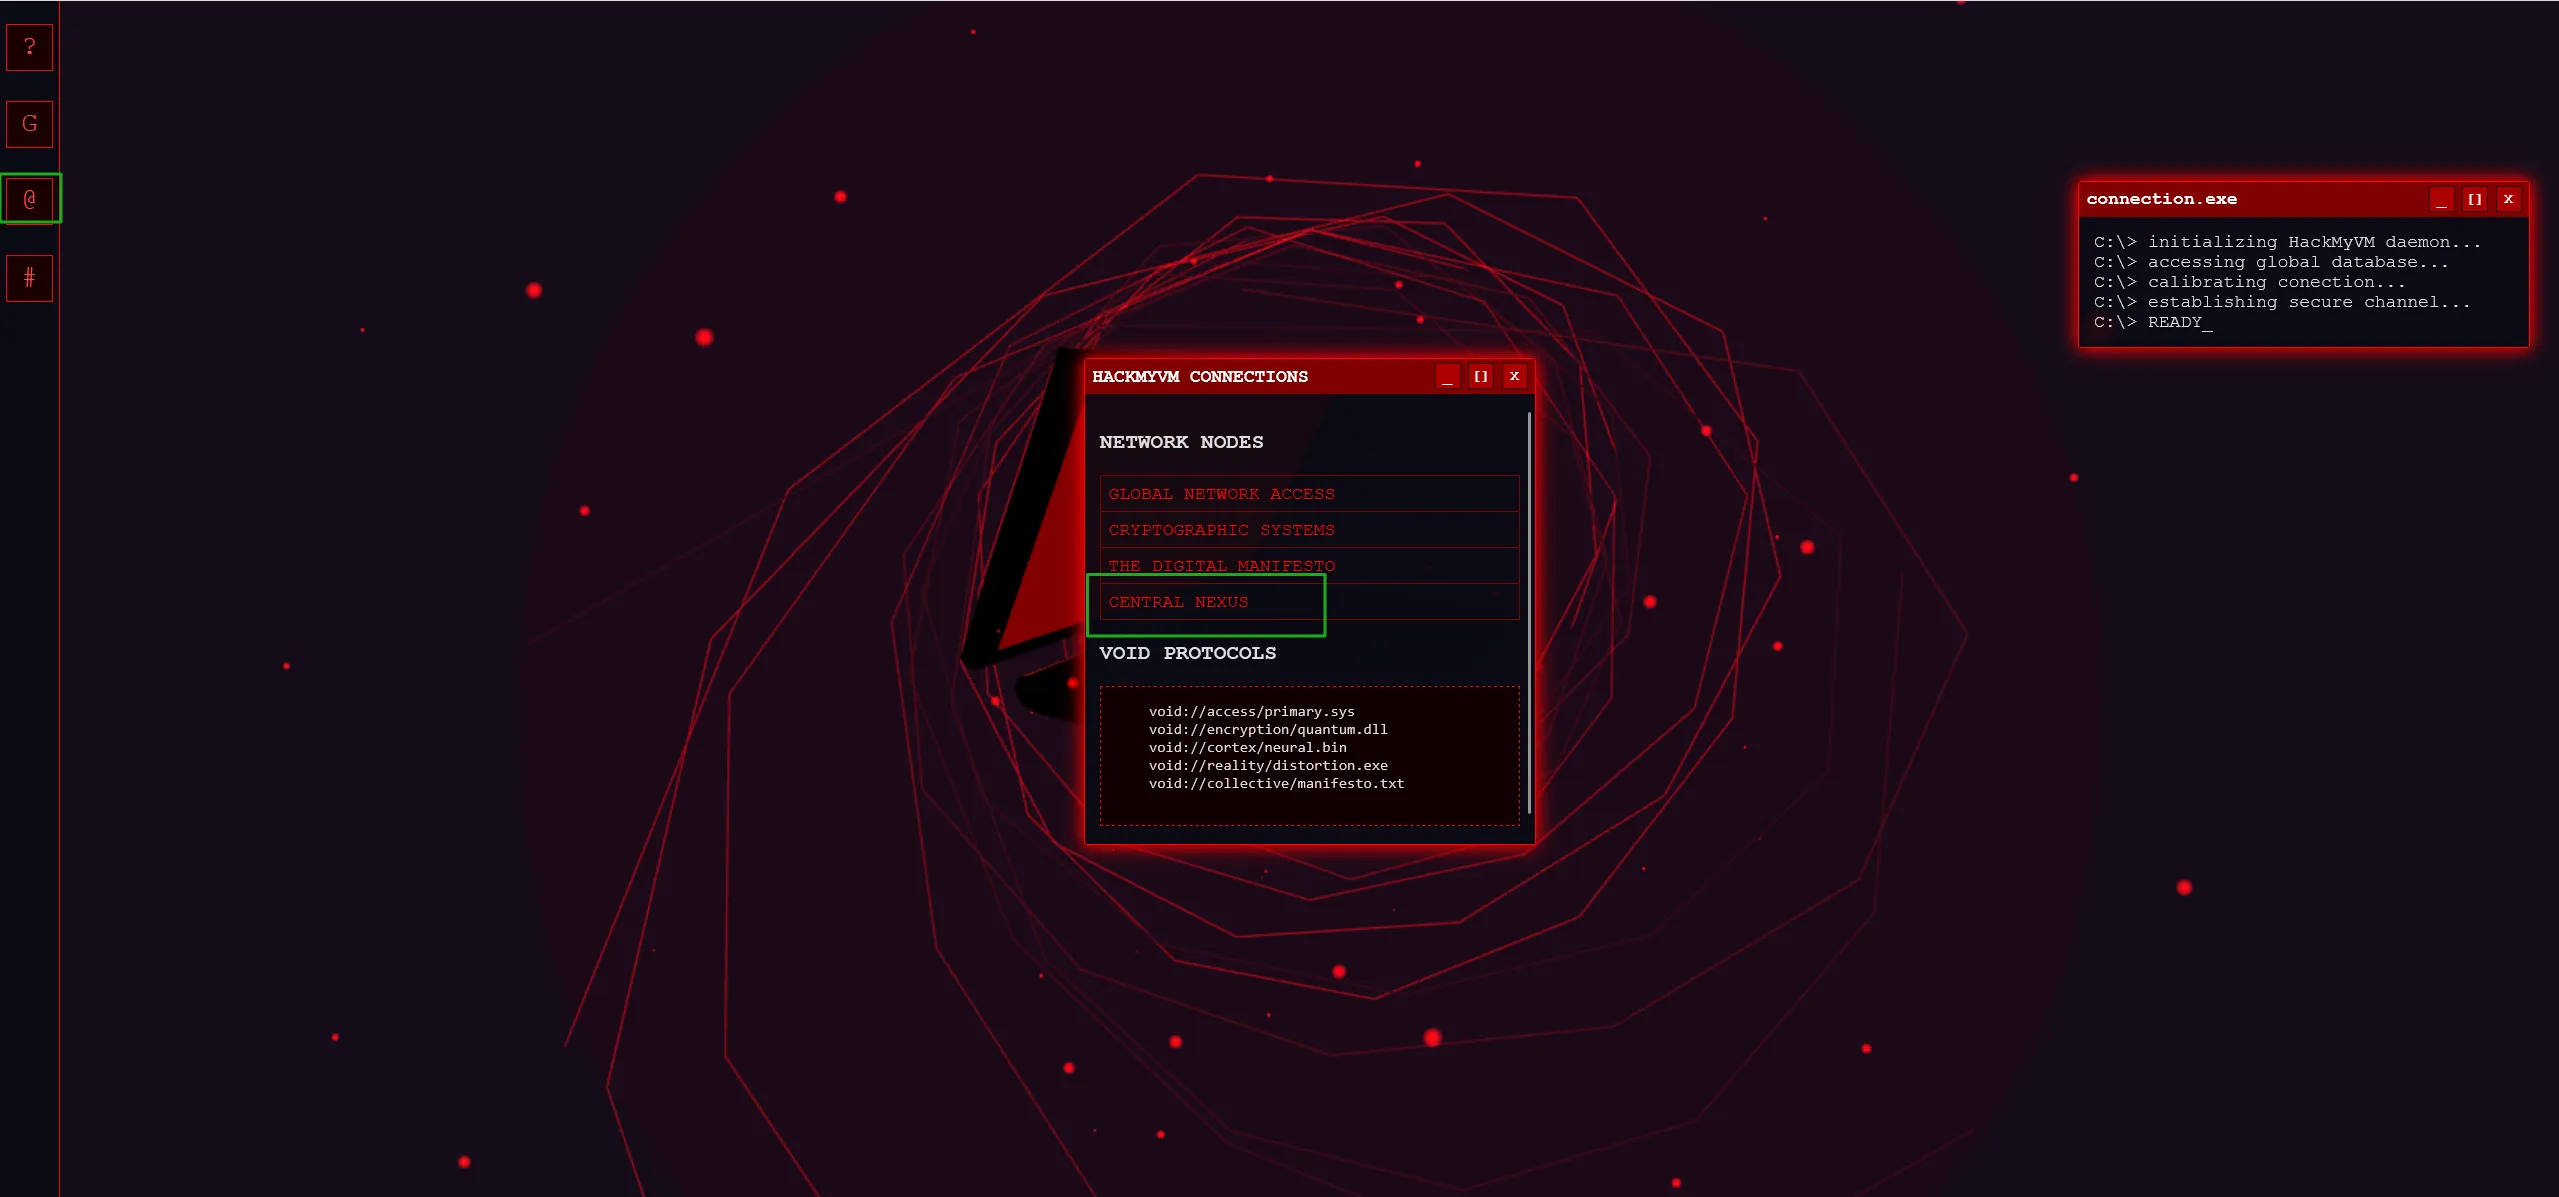 ?
G
@
#
connection.exe _ [] X
C:\> initializing HackMyVM daemon...
C:\> accessing global database...
C:\> calibrating conection...
C:\> establishing secure channel...
C:\> READY_
HACKMYVM CONNECTIONS _ [] X
NETWORK NODES
GLOBAL NETWORK ACCESS
CRYPTOGRAPHIC SYSTEMS
THE DIGITAL MANIFESTO
CENTRAL NEXUS
VOID PROTOCOLS
void://access/primary.sys
void://encryption/quantum.dll
void://cortex/neural.bin
void://reality/distortion.exe
void://collective/manifesto.txt